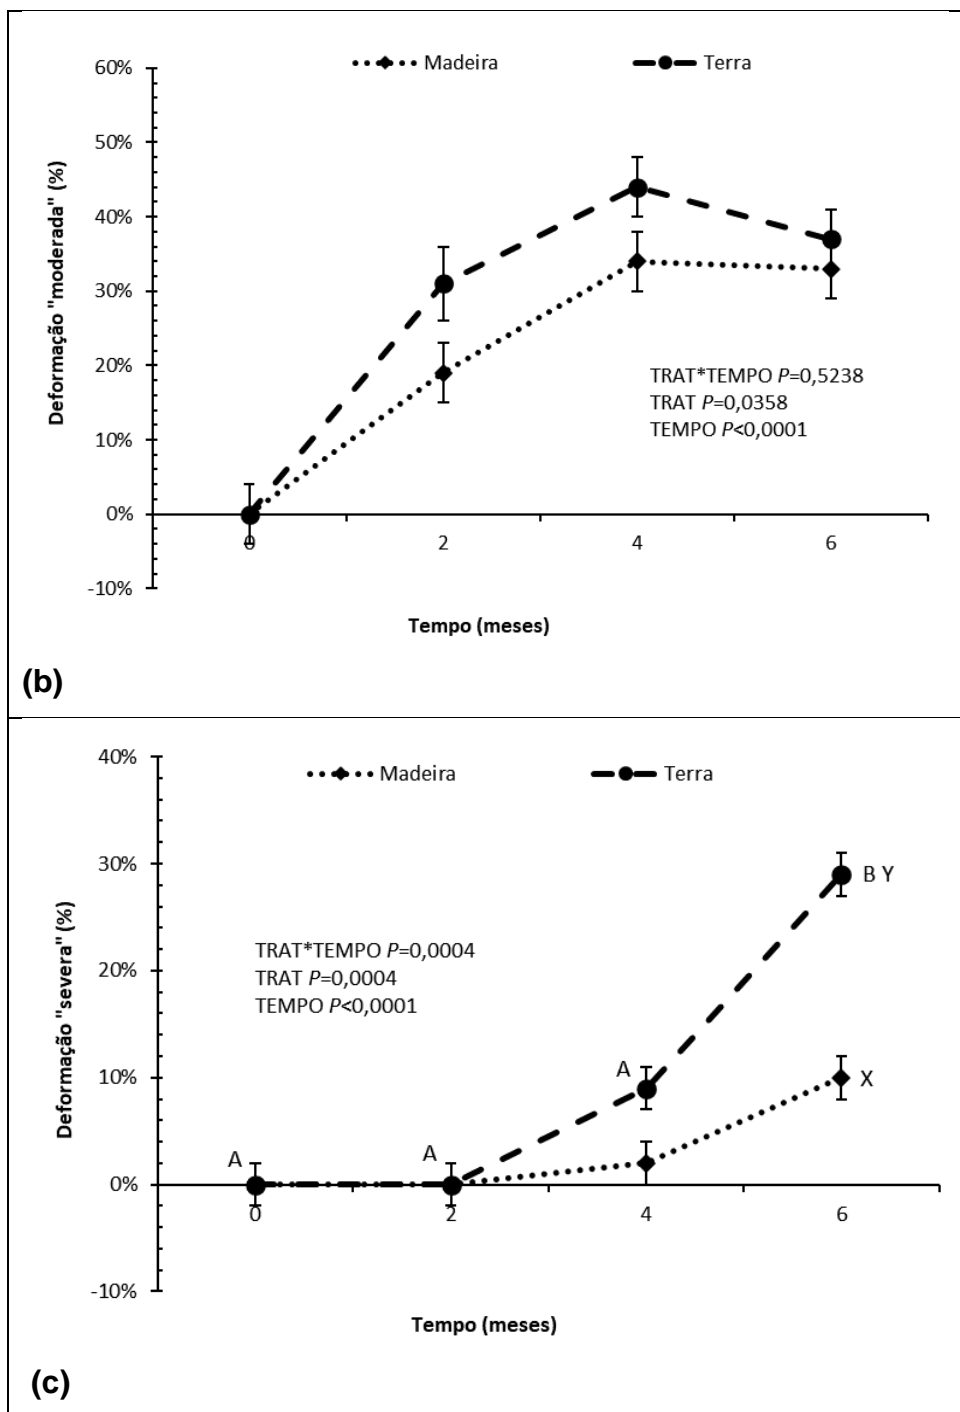 Madeira Terra
60%
50%
40%
30%
20%
10%
0%
-10%
Deformação "moderada" (%)
TRAT*TEMPO P=0,5238
TRAT P=0,0358
TEMPO P<0,0001
0 2 4 6
Tempo (meses)
(b)
Madeira Terra
40%
30%
20%
10%
0%
-10%
Deformação "severa" (%)
TRAT*TEMPO P=0,0004
TRAT P=0,0004
TEMPO P<0,0001
B Y
A
X
A A
0 2 4 6
Tempo (meses)
(c)